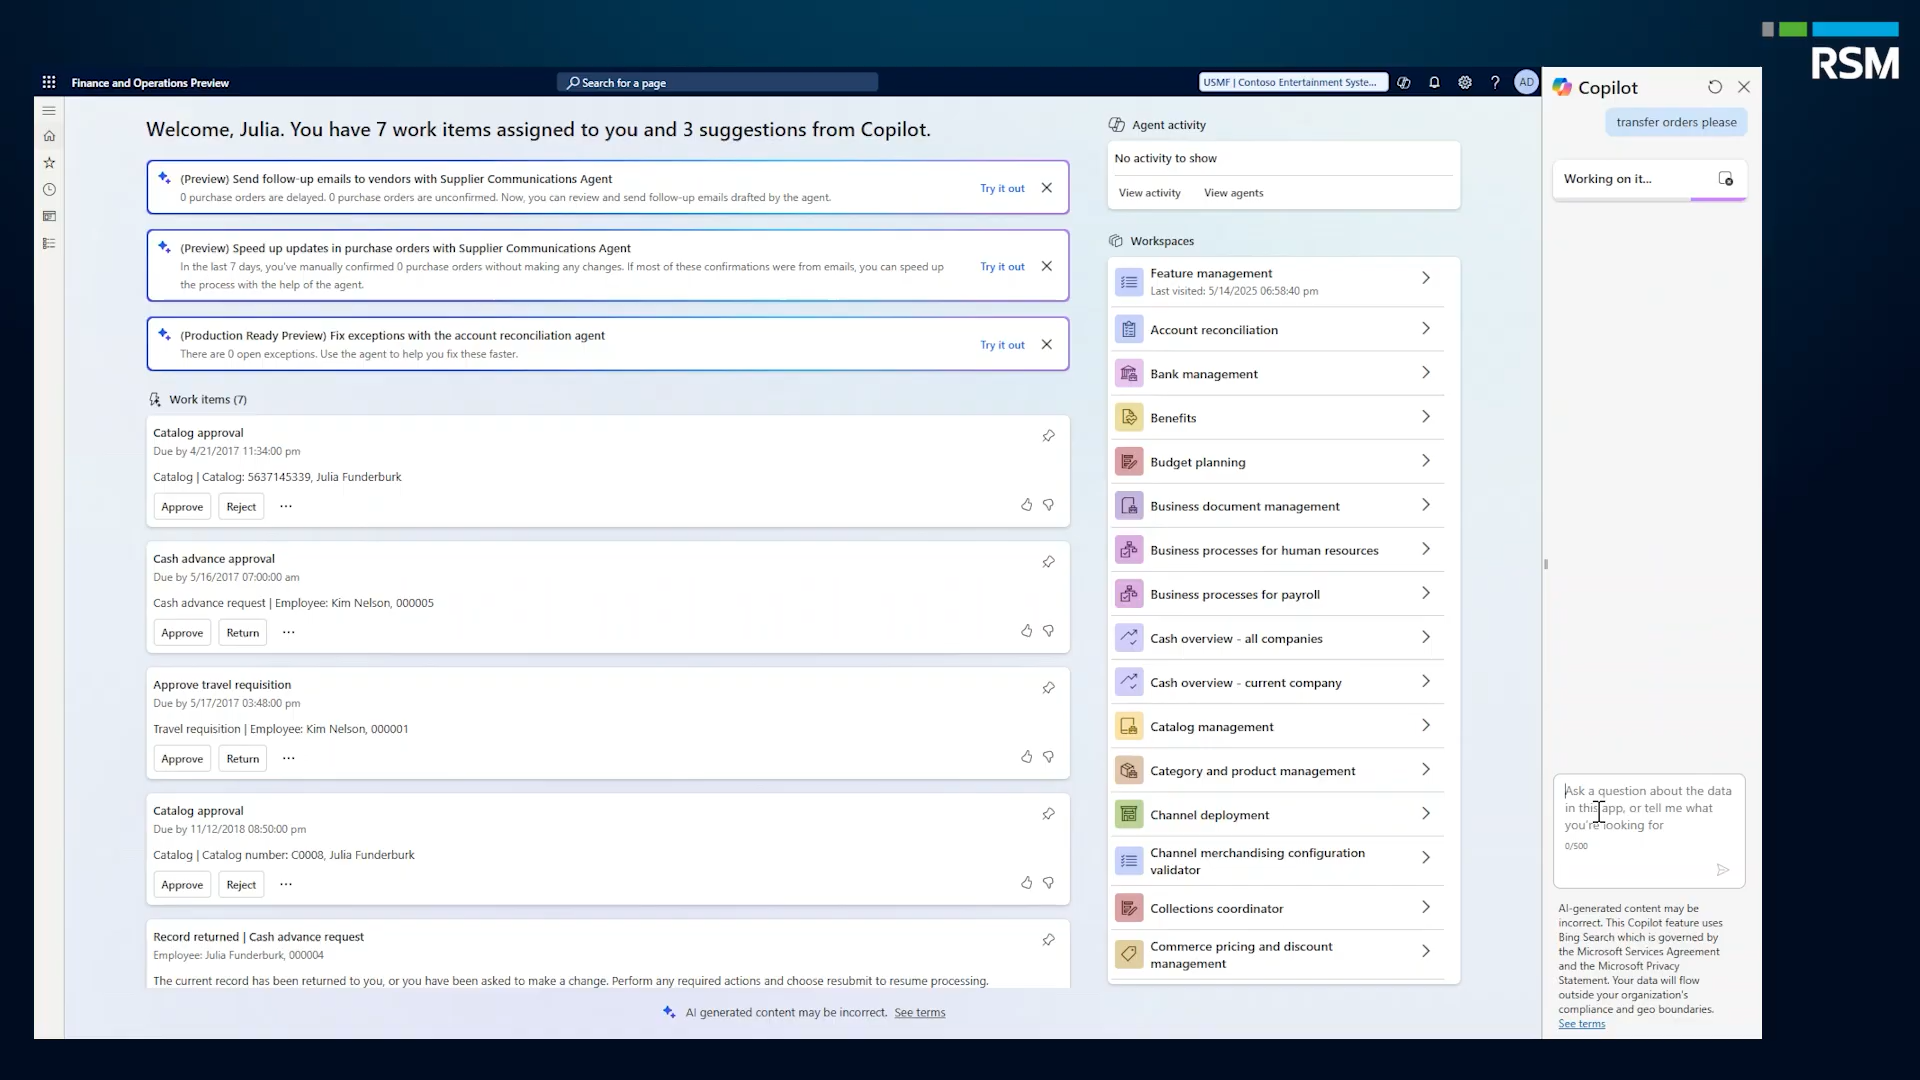 RSM
Finance and Operations Preview
Search for a page
USMF | Contoso Entertainment Syste...
?
AD
Welcome, Julia. You have 7 work items assigned to you and 3 suggestions from Copilot.
(Preview) Send follow-up emails to vendors with Supplier Communications Agent
0 purchase orders are delayed. 0 purchase orders are unconfirmed. Now, you can review and send follow-up emails drafted by the agent.
Try it out
(Preview) Speed up updates in purchase orders with Supplier Communications Agent
In the last 7 days, you've manually confirmed 0 purchase orders without making any changes. If most of these confirmations were from emails, you can speed up
the process with the help of the agent.
Try it out
(Production Ready Preview) Fix exceptions with the account reconciliation agent
There are 0 open exceptions. Use the agent to help you fix these faster.
Try it out
Work items (7)
Catalog approval
Due by 4/21/2017 11:34:00 pm
Catalog | Catalog: 5637145339, Julia Funderburk
Approve
Reject
...
Cash advance approval
Due by 5/16/2017 07:00:00 am
Cash advance request | Employee: Kim Nelson, 000005
Approve
Return
...
Approve travel requisition
Due by 5/17/2017 03:48:00 pm
Travel requisition | Employee: Kim Nelson, 000001
Approve
Return
...
Catalog approval
Due by 11/12/2018 08:50:00 pm
Catalog | Catalog number: C0008, Julia Funderburk
Approve
Reject
...
Record returned | Cash advance request
Employee: Julia Funderburk, 000004
The current record has been returned to you, or you have been asked to make a change. Perform any required actions and choose resubmit to resume processing.
AI generated content may be incorrect. See terms
Agent activity
No activity to show
View activity
View agents
Workspaces
Feature management
Last visited: 5/14/2025 06:58:40 pm
Account reconciliation
Bank management
Benefits
Budget planning
Business document management
Business processes for human resources
Business processes for payroll
Cash overview - all companies
Cash overview - current company
Catalog management
Category and product management
Channel deployment
Channel merchandising configuration
validator
Collections coordinator
Commerce pricing and discount
management
Copilot
transfer orders please
Working on it...
Ask a question about the data
in this app, or tell me what
you're looking for
0/500
AI-generated content may be
incorrect. This Copilot feature uses
Bing Search which is governed by
the Microsoft Services Agreement
and the Microsoft Privacy
Statement. Your data will flow
outside your organization's
compliance and geo boundaries.
See terms